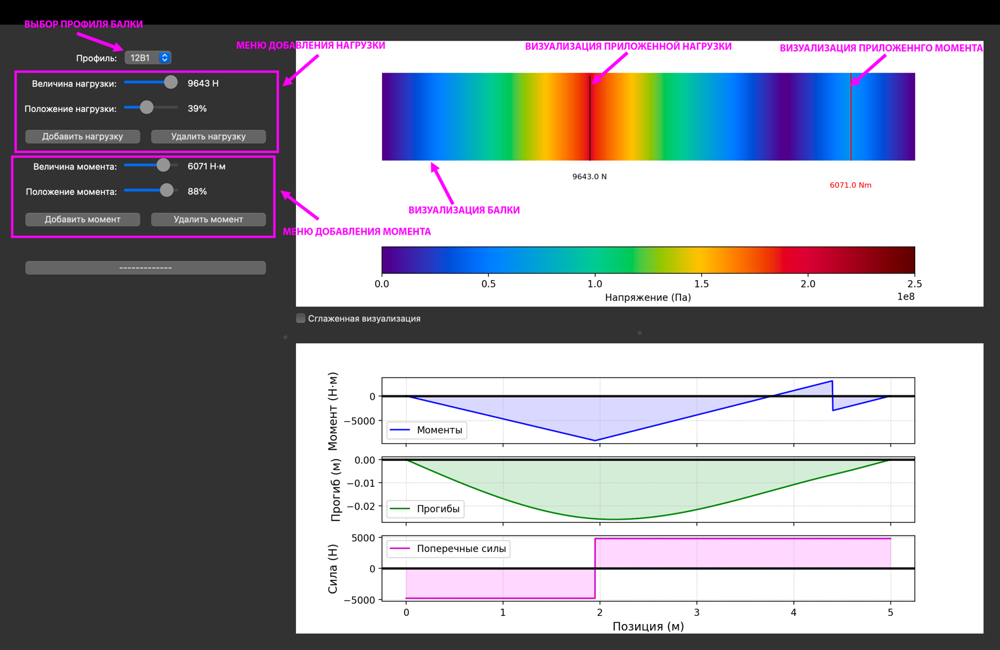 ВЫБОР ПРОФИЛЯ БАЛКИ
Профиль: 12В1
МЕНЮ ДОБАВЛЕНИЯ НАГРУЗКИ
Величина нагрузки: 9643 Н
Положение нагрузки: 39%
Добавить нагрузку Удалить нагрузку
Величина момента: 6071 Н·м
Положение момента: 88%
Добавить момент Удалить момент
МЕНЮ ДОБАВЛЕНИЯ МОМЕНТА
-------------
ВИЗУАЛИЗАЦИЯ ПРИЛОЖЕННОЙ НАГРУЗКИ
ВИЗУАЛИЗАЦИЯ ПРИЛОЖЕННГО МОМЕНТА
9643.0 N
6071.0 Nm
ВИЗУАЛИЗАЦИЯ БАЛКИ
0.0 0.5 1.0 1.5 2.0 2.5
Напряжение (Па)
1e8
Сглаженная визуализация
Момент (Н·м)
0
−5000
Моменты
Прогиб (м)
0.00
−0.01
−0.02
Прогибы
Сила (Н)
5000
0
−5000
Поперечные силы
0 1 2 3 4 5
Позиция (м)